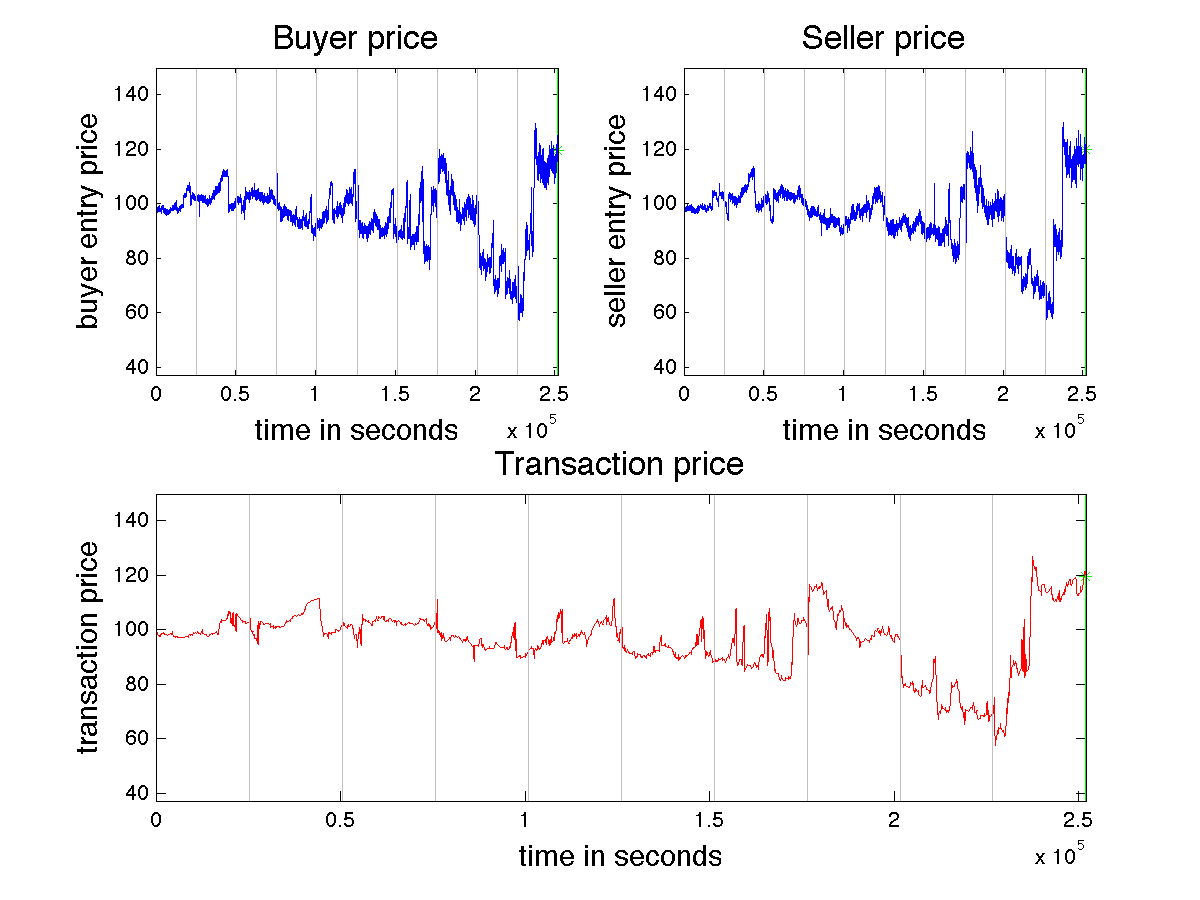 Buyer price
buyer entry price
140
120
100
80
60
40
0 0.5 1 1.5 2 2.5
x 10^5
time in seconds
Seller price
seller entry price
140
120
100
80
60
40
0 0.5 1 1.5 2 2.5
x 10^5
time in seconds
Transaction price
transaction price
140
120
100
80
60
40
0 0.5 1 1.5 2 2.5
x 10^5
time in seconds